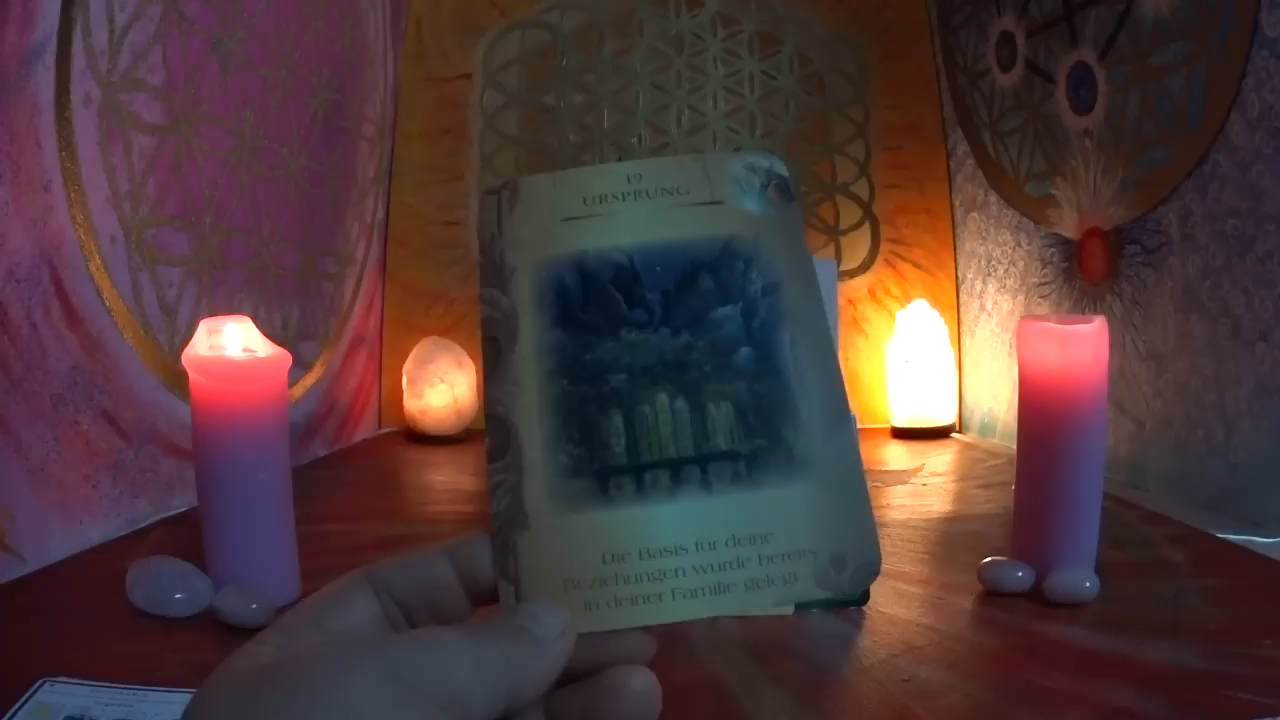 19
URSPRUNG
Die Basis für deine
Beziehungen wurde bereits
in deiner Familie gelegt